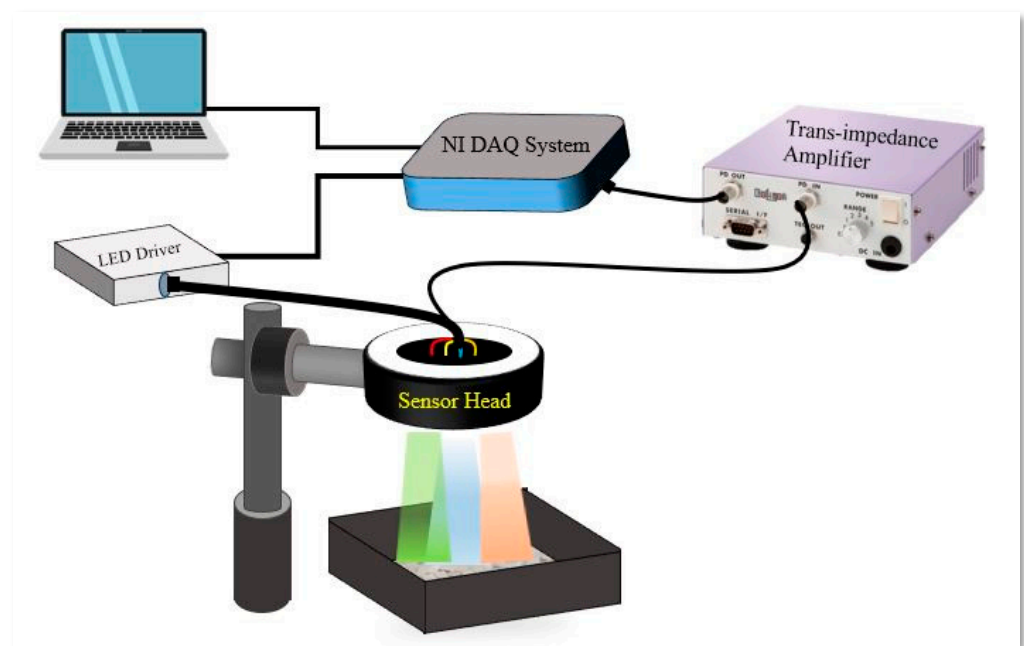 NI DAQ System
Trans-impedance
Amplifier
PD OUT
PD IN
POWER
RANGE
SERIAL I/F
DC IN
LED Driver
Sensor Head